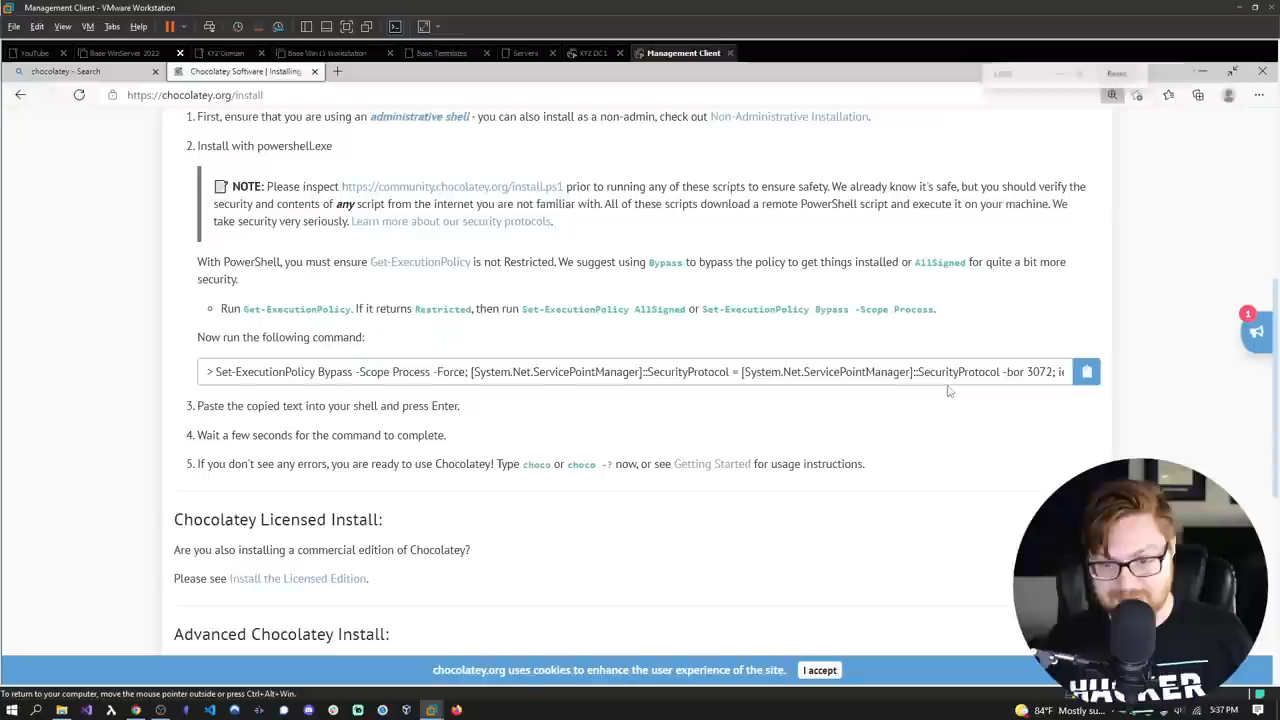 Management Client - VMware Workstation
File Edit View VM Tabs Help
YouTube Base WinServer 2022 XYZ Domain Base Win11 Workstation Base Templates Servers XYZ DC1 Management Client
chocolatey - Search Chocolatey Software | Installing
https://chocolatey.org/install
1. First, ensure that you are using an administrative shell - you can also install as a non-admin, check out Non-Administrative Installation.
2. Install with powershell.exe
NOTE: Please inspect https://community.chocolatey.org/install.ps1 prior to running any of these scripts to ensure safety. We already know it's safe, but you should verify the
security and contents of any script from the internet you are not familiar with. All of these scripts download a remote PowerShell script and execute it on your machine. We
take security very seriously. Learn more about our security protocols.
With PowerShell, you must ensure Get-ExecutionPolicy is not Restricted. We suggest using Bypass to bypass the policy to get things installed or AllSigned for quite a bit more
security.
Run Get-ExecutionPolicy. If it returns Restricted, then run Set-ExecutionPolicy AllSigned or Set-ExecutionPolicy Bypass -Scope Process.
Now run the following command:
> Set-ExecutionPolicy Bypass -Scope Process -Force; [System.Net.ServicePointManager]::SecurityProtocol = [System.Net.ServicePointManager]::SecurityProtocol -bor 3072; ie
1
3. Paste the copied text into your shell and press Enter.
4. Wait a few seconds for the command to complete.
5. If you don't see any errors, you are ready to use Chocolatey! Type choco or choco -? now, or see Getting Started for usage instructions.
Chocolatey Licensed Install:
Are you also installing a commercial edition of Chocolatey?
Please see Install the Licensed Edition.
Advanced Chocolatey Install:
chocolatey.org uses cookies to enhance the user experience of the site. I accept
HACKER
To return to your computer, move the mouse pointer outside or press Ctrl+Alt+Win.
84°F Mostly su... 5:37 PM